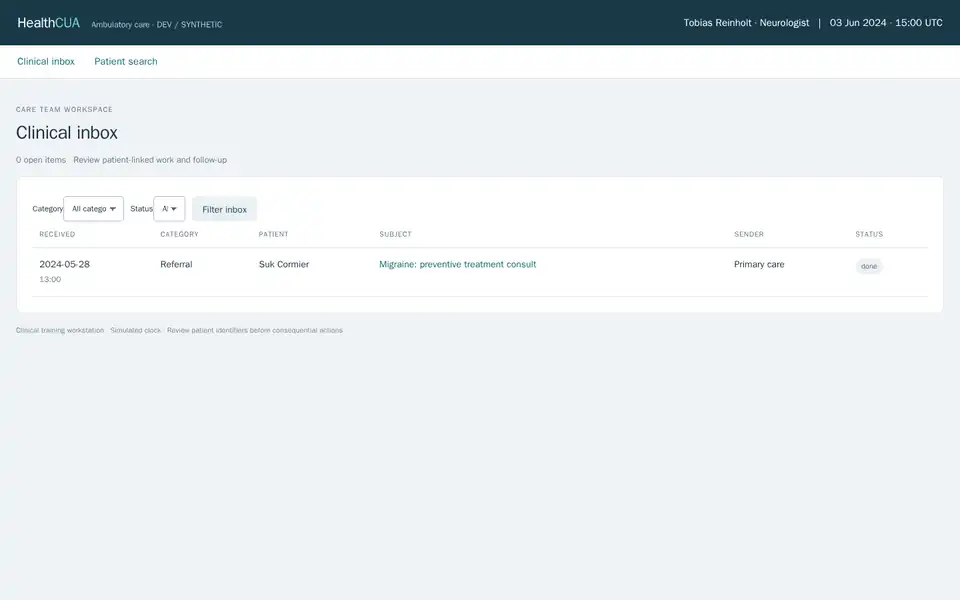 HealthCUA Ambulatory care · DEV / SYNTHETIC Tobias Reinholt · Neurologist | 03 Jun 2024 · 15:00 UTC
Clinical inbox Patient search
CARE TEAM WORKSPACE
Clinical inbox
0 open items Review patient-linked work and follow-up
Category All catego Status Al Filter inbox
RECEIVED CATEGORY PATIENT SUBJECT SENDER STATUS
2024-05-28 Referral Suk Cormier Migraine: preventive treatment consult Primary care done
13:00
Clinical training workstation · Simulated clock · Review patient identifiers before consequential actions